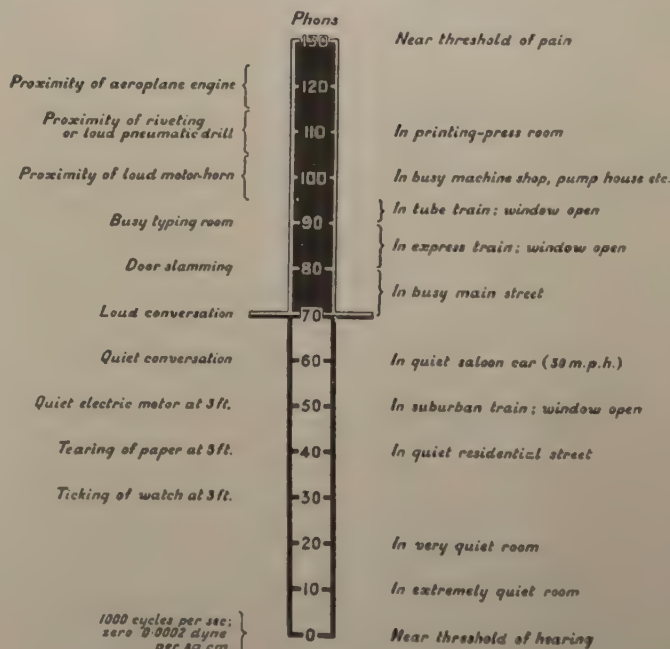 Phons
130
Near threshold of pain
Proximity of aeroplane engine
120
Proximity of riveting
or loud pneumatic drill
110
In printing-press room
Proximity of loud motor-horn
100
In busy machine shop, pump house etc.
In tube train; window open
Busy typing room
90
In express train; window open
Door slamming
80
In busy main street
Loud conversation
70
Quiet conversation
60
In quiet saloon car (30 m.p.h.)
Quiet electric motor at 3ft.
50
In suburban train; window open
Tearing of paper at 3ft.
40
In quiet residential street
Ticking of watch at 3ft.
30
20
In very quiet room
10
In extremely quiet room
1000 cycles per sec;
zero 0.0002 dyne
per sq cm
0
Near threshold of hearing